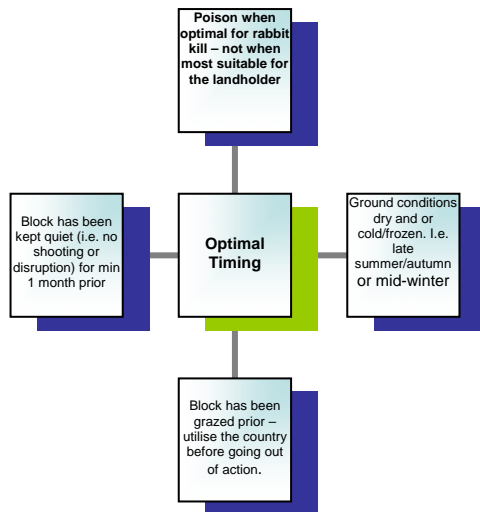 Poison when
optimal for rabbit
kill – not when
most suitable for
the landholder
Block has been
kept quiet (i.e. no
shooting or
disruption) for min
1 month prior
Optimal
Timing
Ground conditions
dry and or
cold/frozen. I.e.
late
summer/autumn
or mid-winter
Block has been
grazed prior –
utilise the country
before going out
of action.